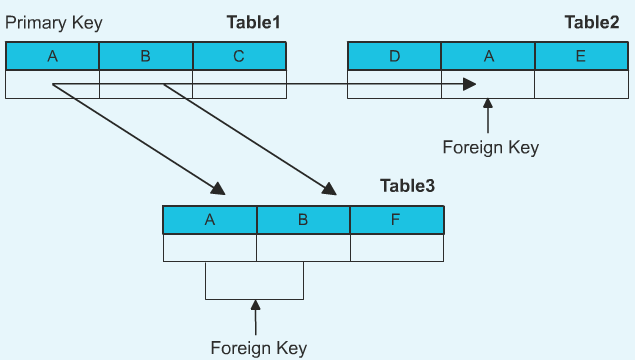 Primary Key Table1 Table2
A B C D A E
Foreign Key
Table3
A B F
Foreign Key